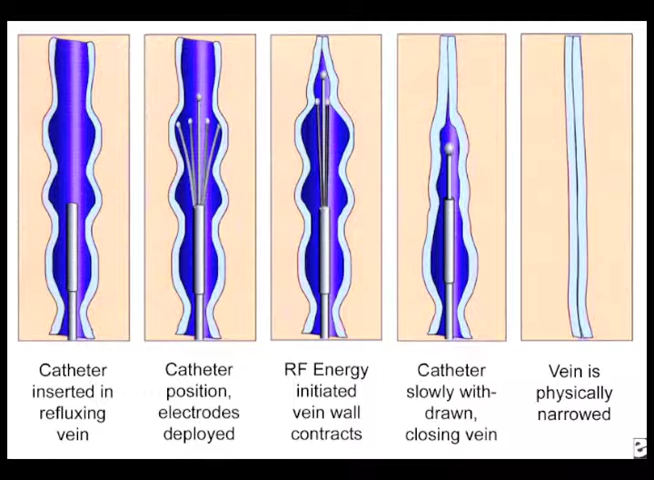 Catheter
inserted in
refluxing
vein
Catheter
position,
electrodes
deployed
RF Energy
initiated
vein wall
contracts
Catheter
slowly with-
drawn,
closing vein
Vein is
physically
narrowed